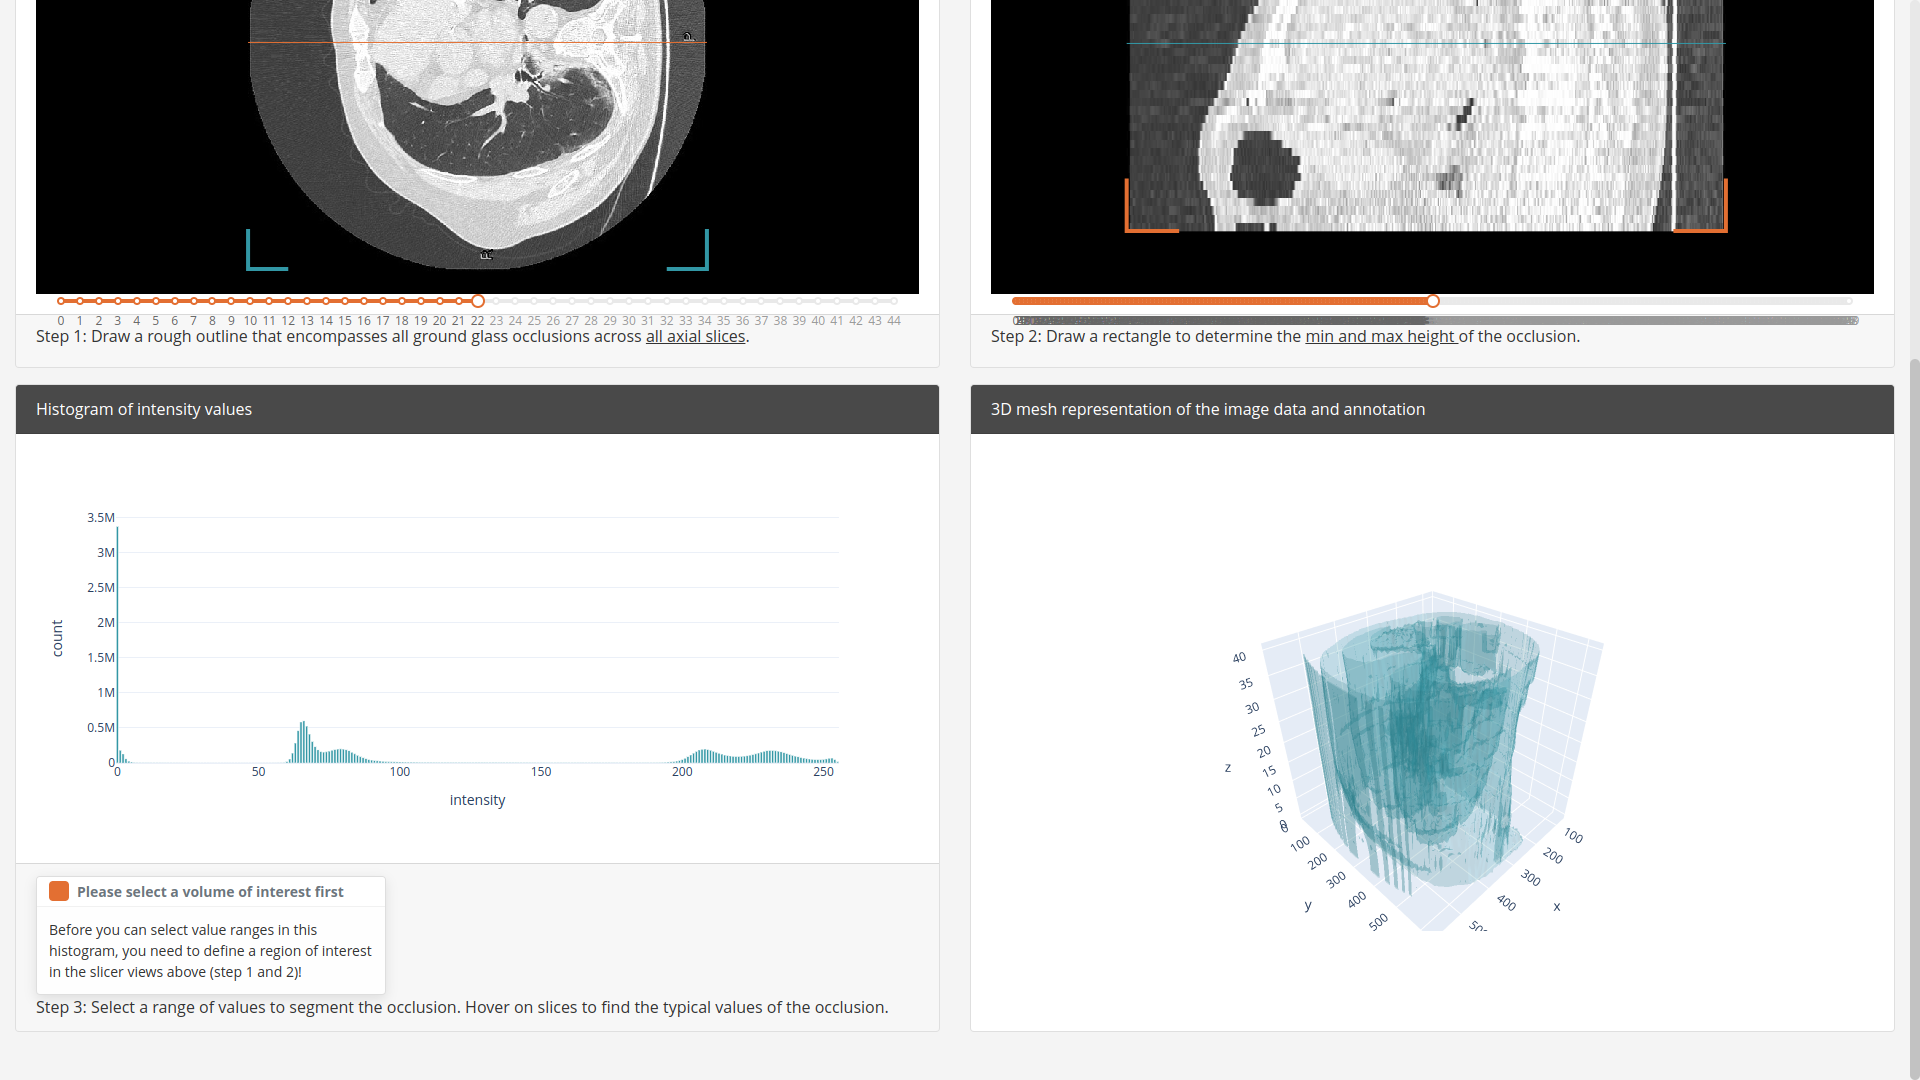 0 1 2 3 4 5 6 7 8 9 10 11 12 13 14 15 16 17 18 19 20 21 22 23 24 25 26 27 28 29 30 31 32 33 34 35 36 37 38 39 40 41 42 43 44
Step 1: Draw a rough outline that encompasses all ground glass occlusions across all axial slices.
Step 2: Draw a rectangle to determine the min and max height of the occlusion.
Histogram of intensity values
3.5M
3M
2.5M
2M
1.5M
1M
0.5M
0
count
0 50 100 150 200 250
intensity
Please select a volume of interest first
Before you can select value ranges in this
histogram, you need to define a region of interest
in the slicer views above (step 1 and 2)!
Step 3: Select a range of values to segment the occlusion. Hover on slices to find the typical values of the occlusion.
3D mesh representation of the image data and annotation
40
35
30
25
20
15
10
5
z
100
200
300
400
500
y
100
200
300
400
x